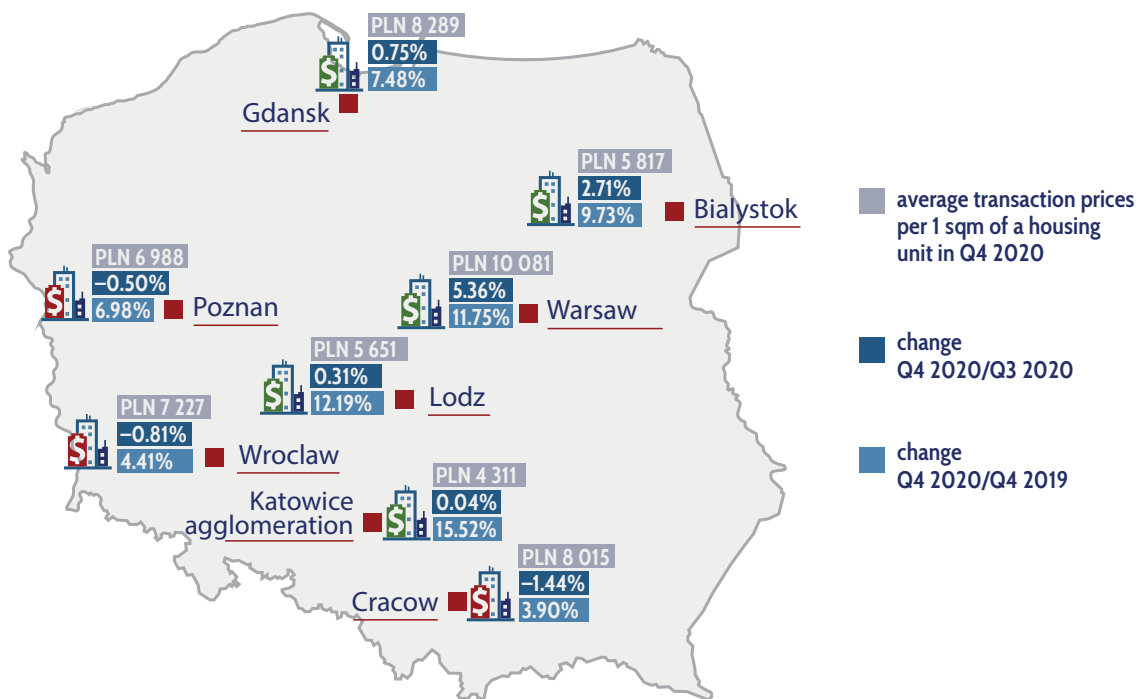 PLN 8 289
0.75%
7.48%
Gdansk
PLN 5 817
2.71%
9.73%
Bialystok
PLN 6 988
–0.50%
6.98%
Poznan
PLN 10 081
5.36%
11.75%
Warsaw
PLN 5 651
0.31%
12.19%
Lodz
PLN 7 227
–0.81%
4.41%
Wroclaw
PLN 4 311
0.04%
15.52%
Katowice
agglomeration
PLN 8 015
–1.44%
3.90%
Cracow
average transaction prices
per 1 sqm of a housing
unit in Q4 2020
change
Q4 2020/Q3 2020
change
Q4 2020/Q4 2019